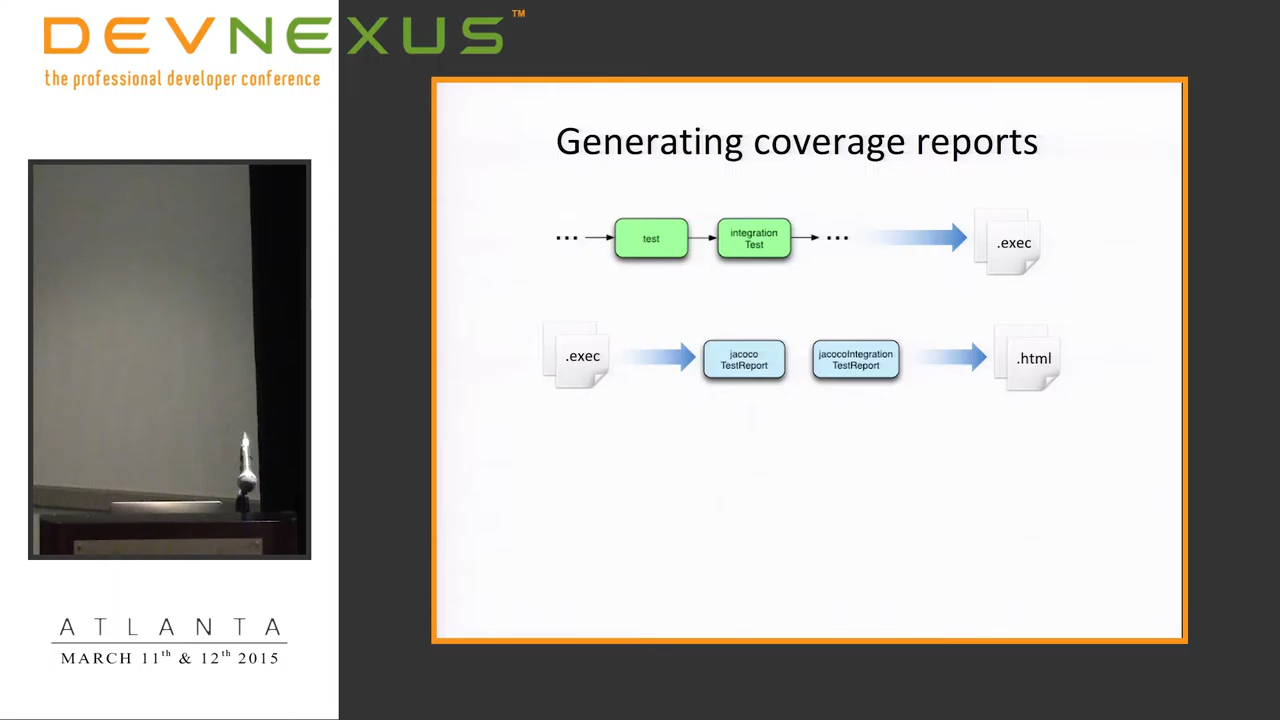 DEVNEXUS™
the professional developer conference
Generating coverage reports
... test integration
Test ... .exec
.exec jacoco
TestReport jacocoIntegration
TestReport .html
ATLANTA
MARCH 11th & 12th 2015